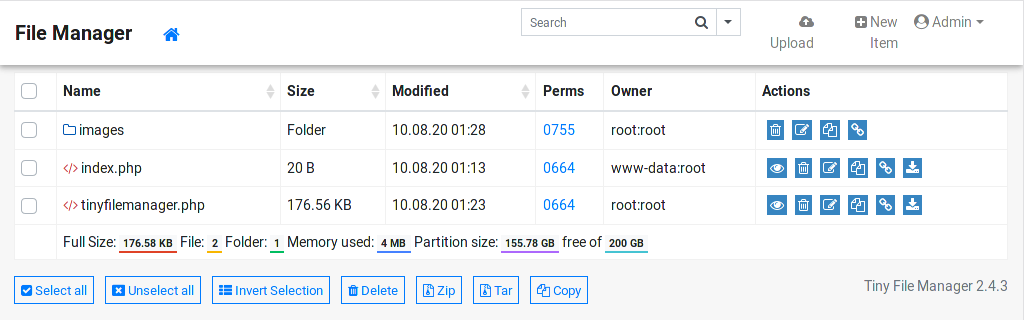 File Manager
Search
Upload
New Item
Admin
Name Size Modified Perms Owner Actions
images Folder 10.08.20 01:28 0755 root:root
</> index.php 20 B 10.08.20 01:13 0664 www-data:root
</> tinyfilemanager.php 176.56 KB 10.08.20 01:23 0664 root:root
Full Size: 176.58 KB File: 2 Folder: 1 Memory used: 4 MB Partition size: 155.78 GB free of 200 GB
Select all Unselect all Invert Selection Delete Zip Tar Copy
Tiny File Manager 2.4.3